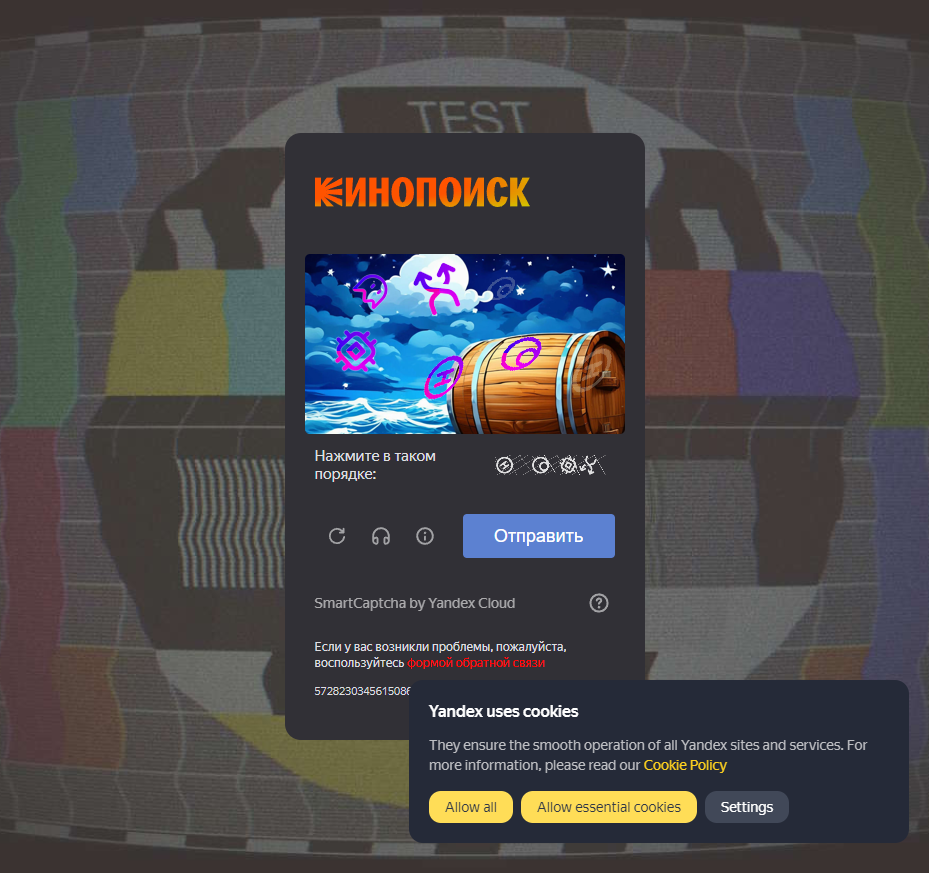 TEST
КИНОПОИСК
Нажмите в таком
порядке:
Отправить
SmartCaptcha by Yandex Cloud
Если у вас возникли проблемы, пожалуйста,
воспользуйтесь формой обратной связи
5728230345615086
Yandex uses cookies
They ensure the smooth operation of all Yandex sites and services. For
more information, please read our Cookie Policy
Allow all
Allow essential cookies
Settings